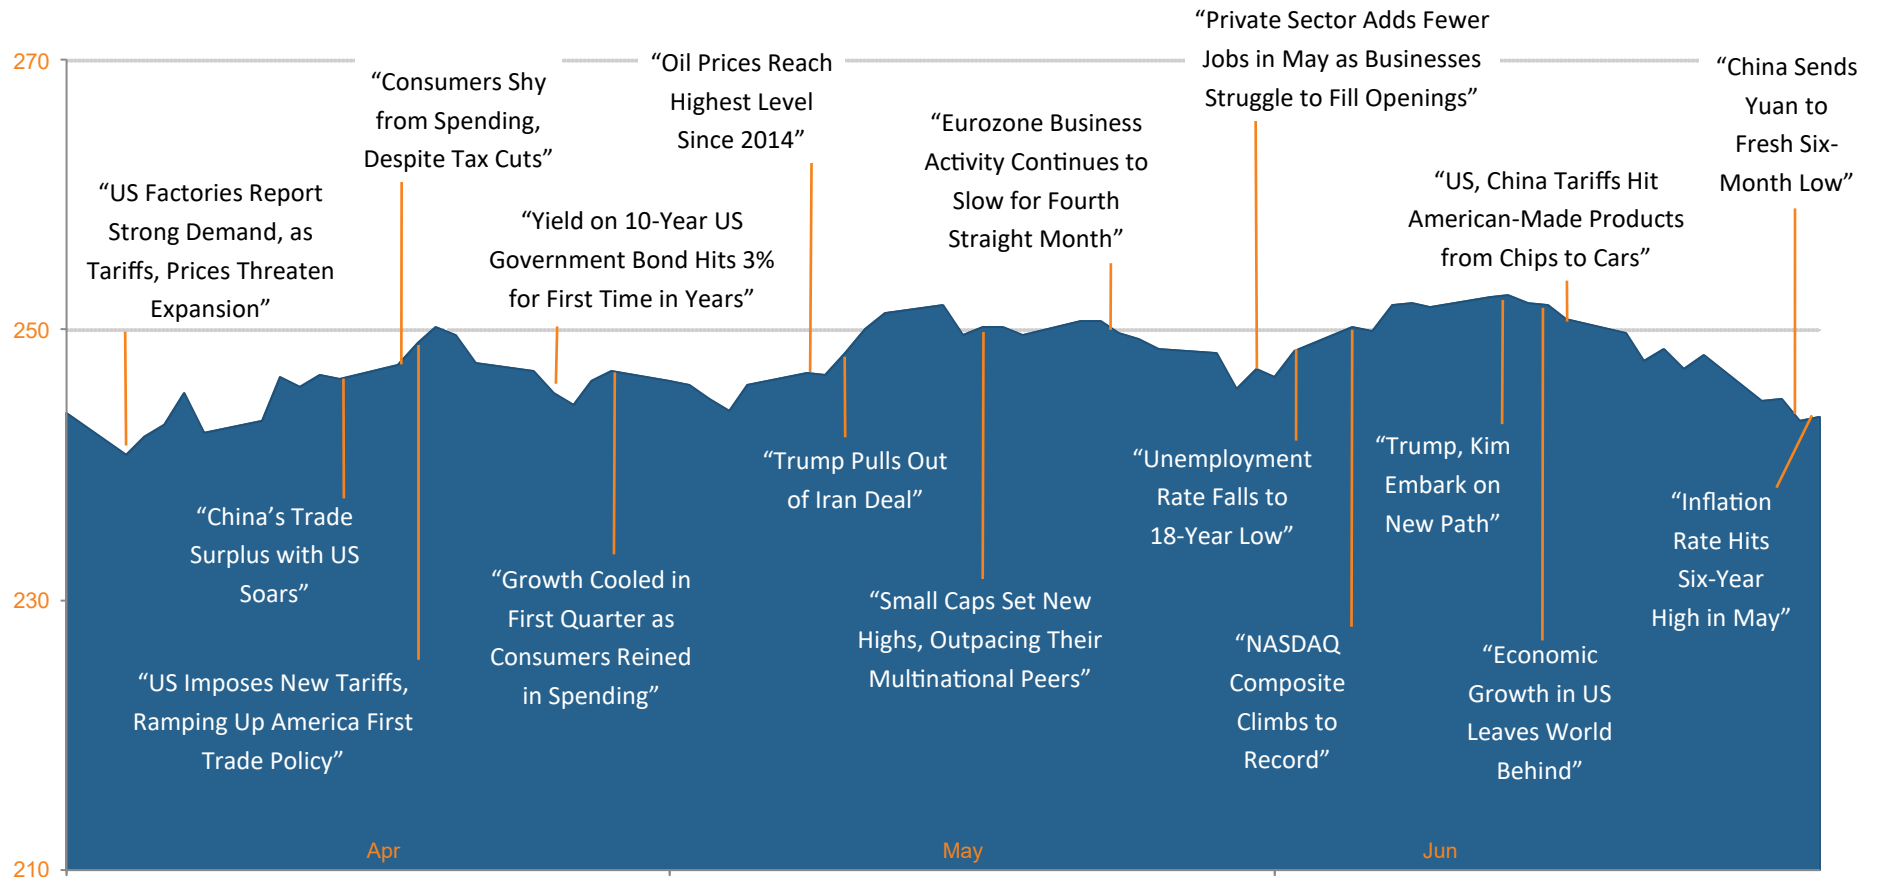 270
250
230
210
“US Factories Report
Strong Demand, as
Tariffs, Prices Threaten
Expansion”
“Consumers Shy
from Spending,
Despite Tax Cuts”
“Yield on 10-Year US
Government Bond Hits 3%
for First Time in Years”
“Oil Prices Reach
Highest Level
Since 2014”
“Eurozone Business
Activity Continues to
Slow for Fourth
Straight Month”
“Private Sector Adds Fewer
Jobs in May as Businesses
Struggle to Fill Openings”
“US, China Tariffs Hit
American-Made Products
from Chips to Cars”
“China Sends
Yuan to
Fresh Six-
Month Low”
“China’s Trade
Surplus with US
Soars”
“US Imposes New Tariffs,
Ramping Up America First
Trade Policy”
“Growth Cooled in
First Quarter as
Consumers Reined
in Spending”
“Trump Pulls Out
of Iran Deal”
“Small Caps Set New
Highs, Outpacing Their
Multinational Peers”
“Unemployment
Rate Falls to
18-Year Low”
“NASDAQ
Composite
Climbs to
Record”
“Trump, Kim
Embark on
New Path”
“Economic
Growth in US
Leaves World
Behind”
“Inflation
Rate Hits
Six-Year
High in May”
Apr
May
Jun